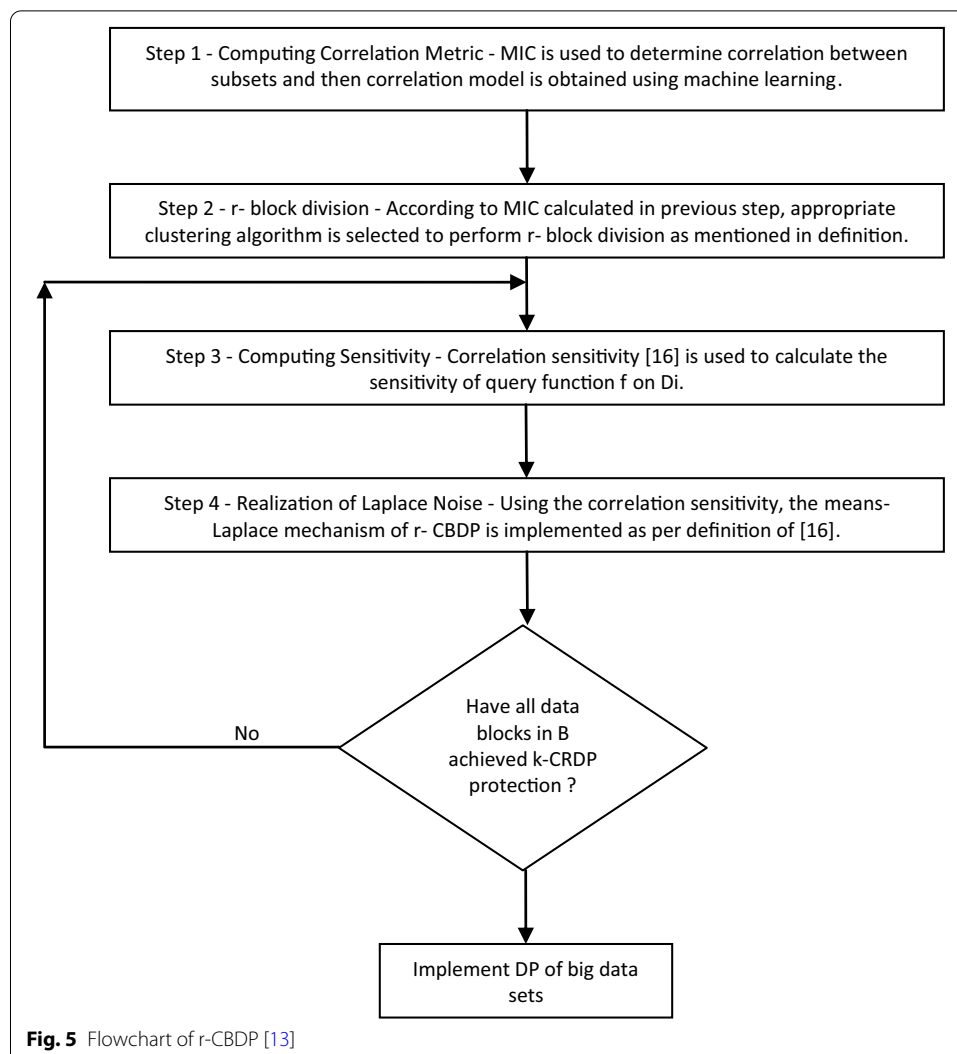 Step 1 - Computing Correlation Metric - MIC is used to determine correlation between
subsets and then correlation model is obtained using machine learning.
Step 2 - r- block division - According to MIC calculated in previous step, appropriate
clustering algorithm is selected to perform r- block division as mentioned in definition.
Step 3 - Computing Sensitivity - Correlation sensitivity [16] is used to calculate the
sensitivity of query function f on Di.
Step 4 - Realization of Laplace Noise - Using the correlation sensitivity, the means-
Laplace mechanism of r- CBDP is implemented as per definition of [16].
Have all data
blocks in B
achieved k-CRDP
protection ?
No
Implement DP of big data
sets
Fig. 5 Flowchart of r-CBDP [13]